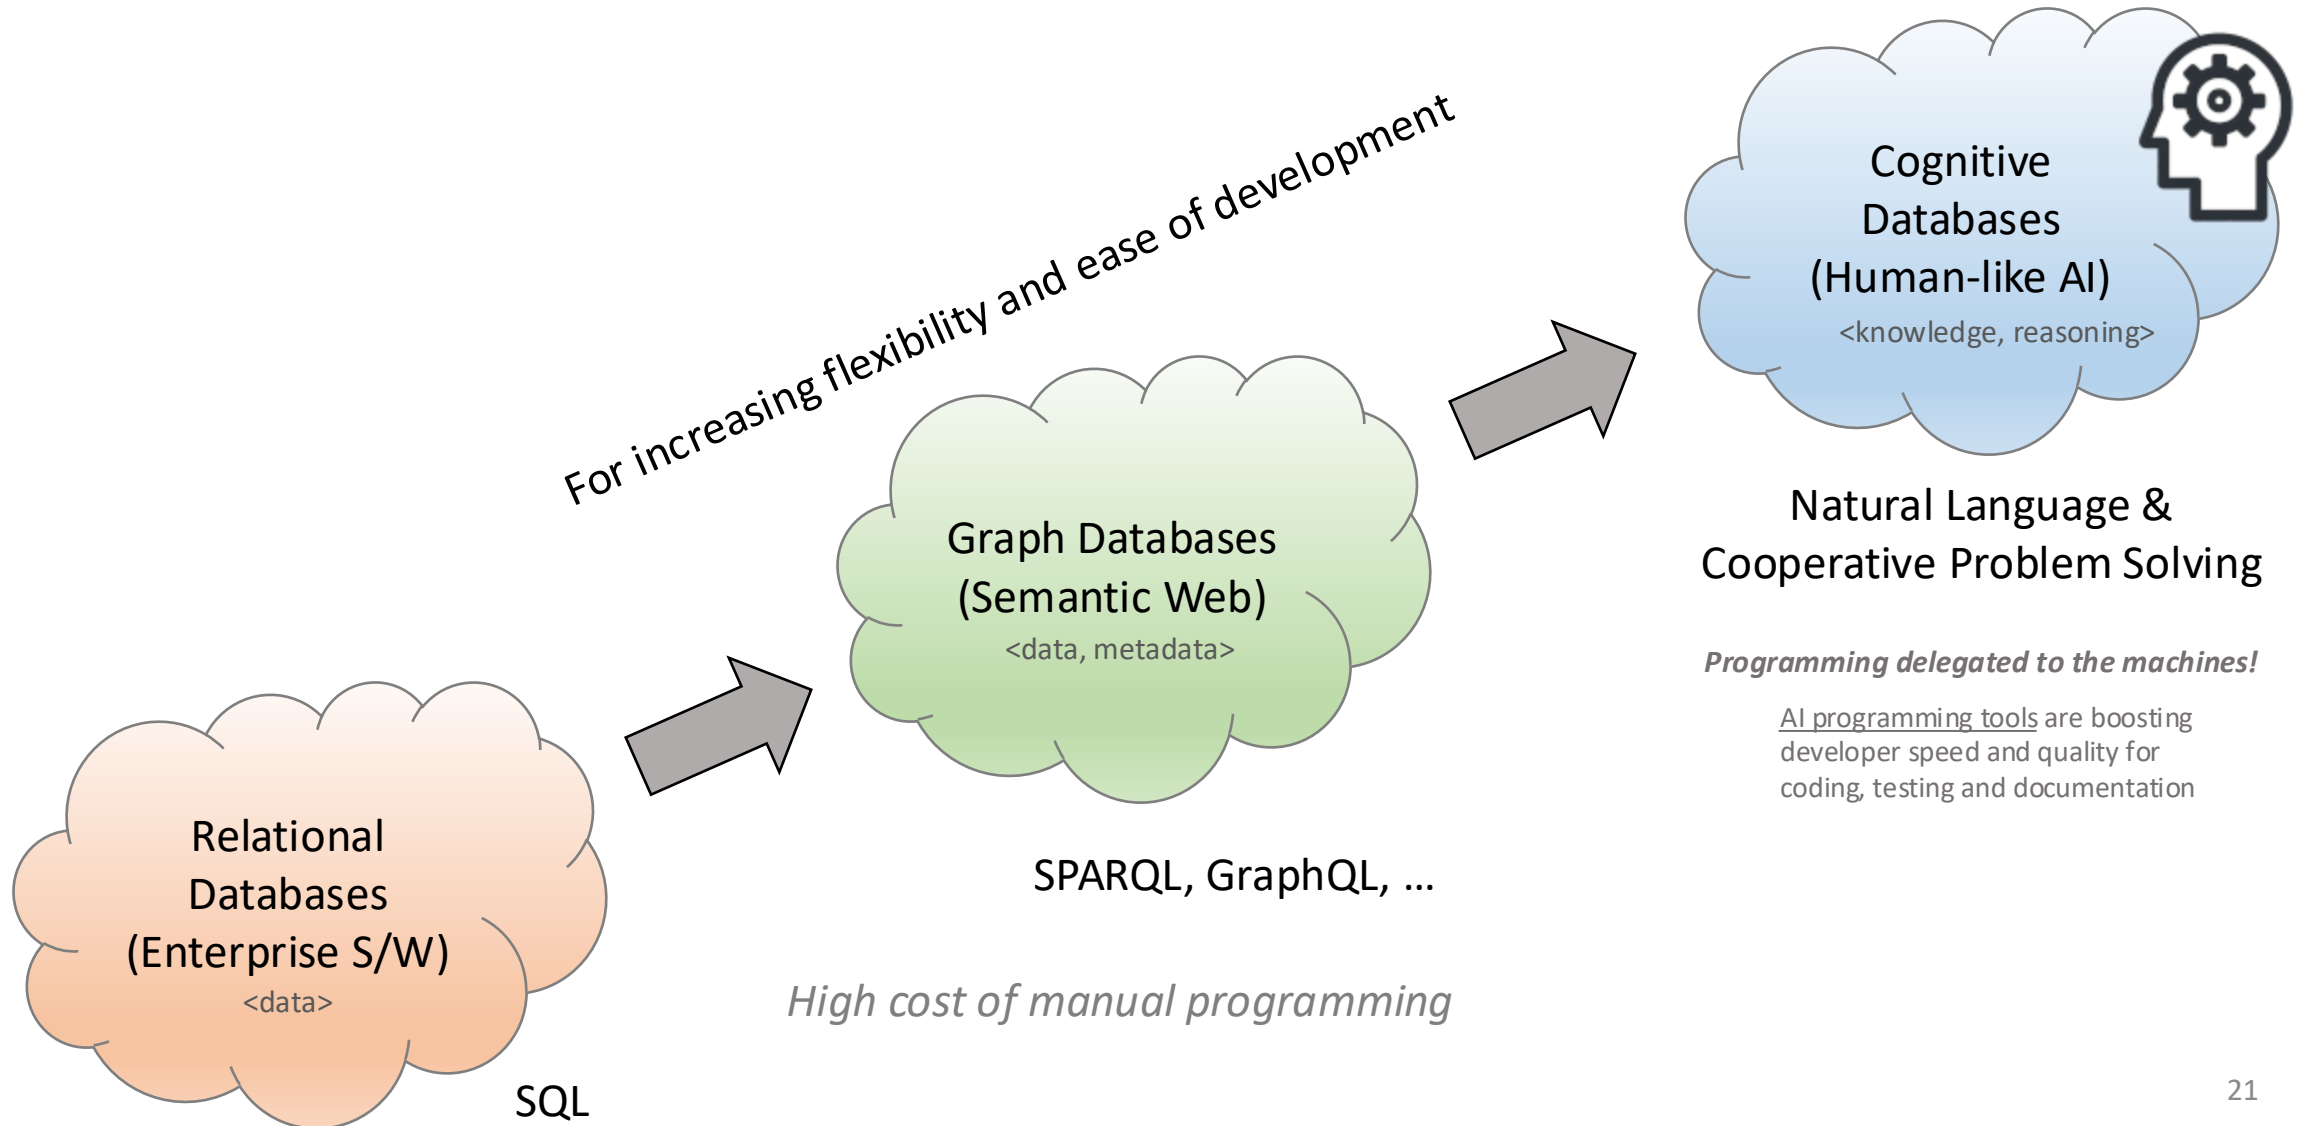 For increasing flexibility and ease of development
Cognitive
Databases
(Human-like AI)
<knowledge, reasoning>
Natural Language &
Cooperative Problem Solving
Programming delegated to the machines!
AI programming tools are boosting
developer speed and quality for
coding, testing and documentation
Graph Databases
(Semantic Web)
<data, metadata>
SPARQL, GraphQL, ...
High cost of manual programming
Relational
Databases
(Enterprise S/W)
<data>
SQL
21